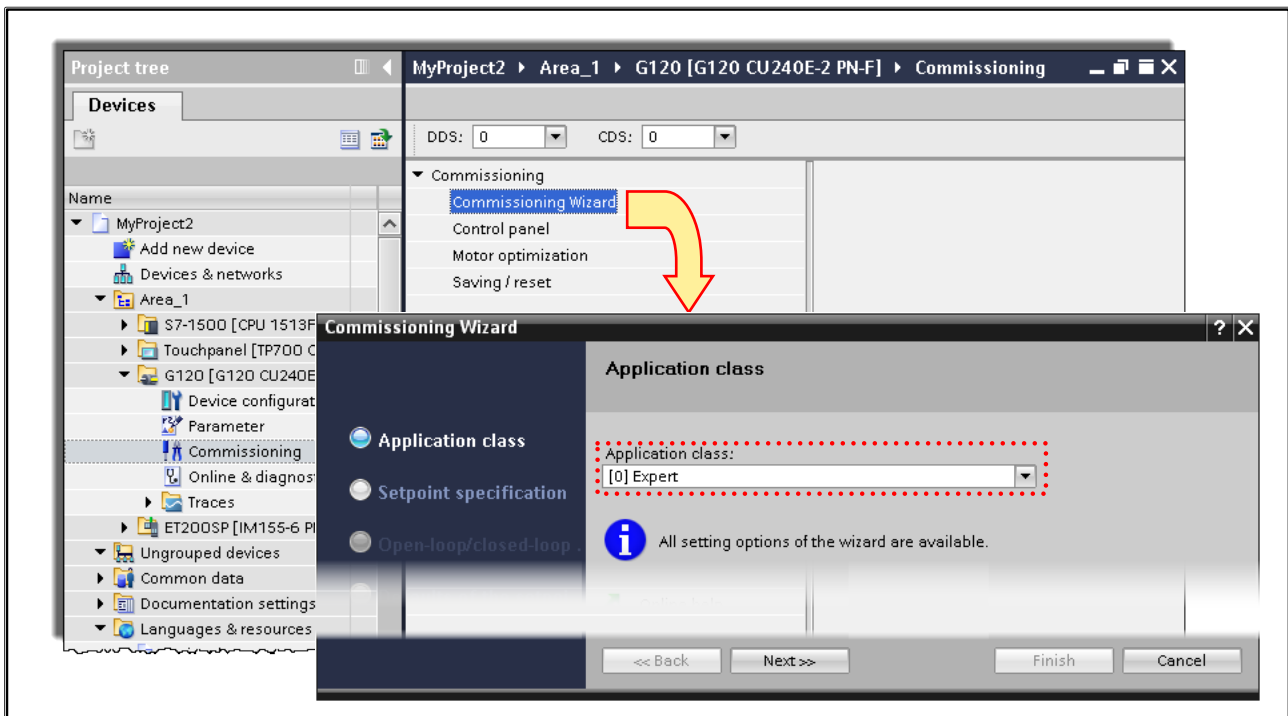 Project tree
Devices
Name
MyProject2
Add new device
Devices & networks
Area_1
S7-1500 [CPU 1513F
Touchpanel [TP700 C
G120 [G120 CU240E
Device configurat
Parameter
Commissioning
Online & diagnos
Traces
ET200SP [IM155-6 P
Ungrouped devices
Common data
Documentation settings
Languages & resources
MyProject2 ▸ Area_1 ▸ G120 [G120 CU240E-2 PN-F] ▸ Commissioning
DDS: 0 CDS: 0
Commissioning
Commissioning Wizard
Control panel
Motor optimization
Saving / reset
Commissioning Wizard
? X
Application class
Setpoint specification
Open-loop/closed-loop .
Application class
Application class:
[0] Expert
All setting options of the wizard are available.
<< Back Next >> Finish Cancel